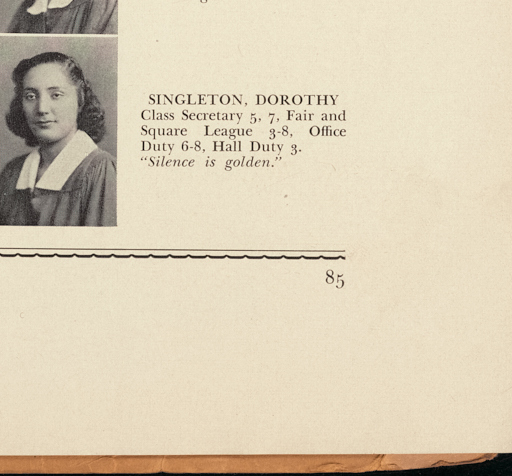 SINGLETON, DOROTHY
Class Secretary 5, 7, Fair and
Square League 3-8, Office
Duty 6-8, Hall Duty 3.
“Silence is golden.”
85